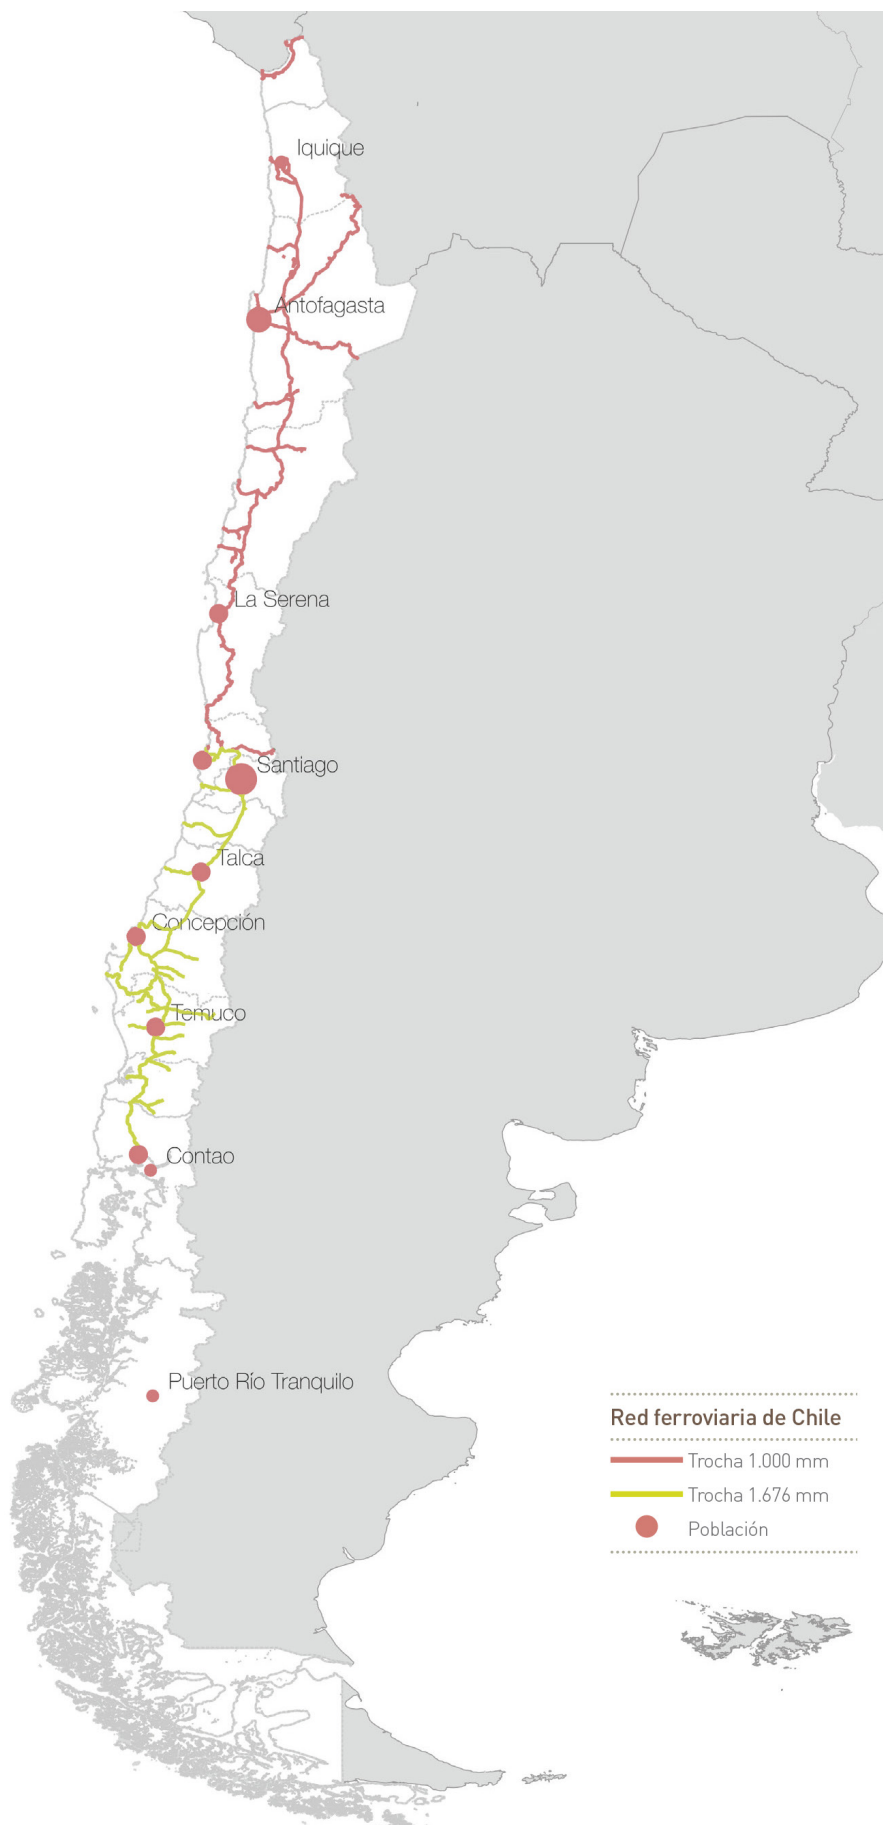 Iquique
Antofagasta
La Serena
Santiago
Talca
Concepción
Temuco
Contao
Puerto Río Tranquilo
Red ferroviaria de Chile
Trocha 1.000 mm
Trocha 1.676 mm
Población